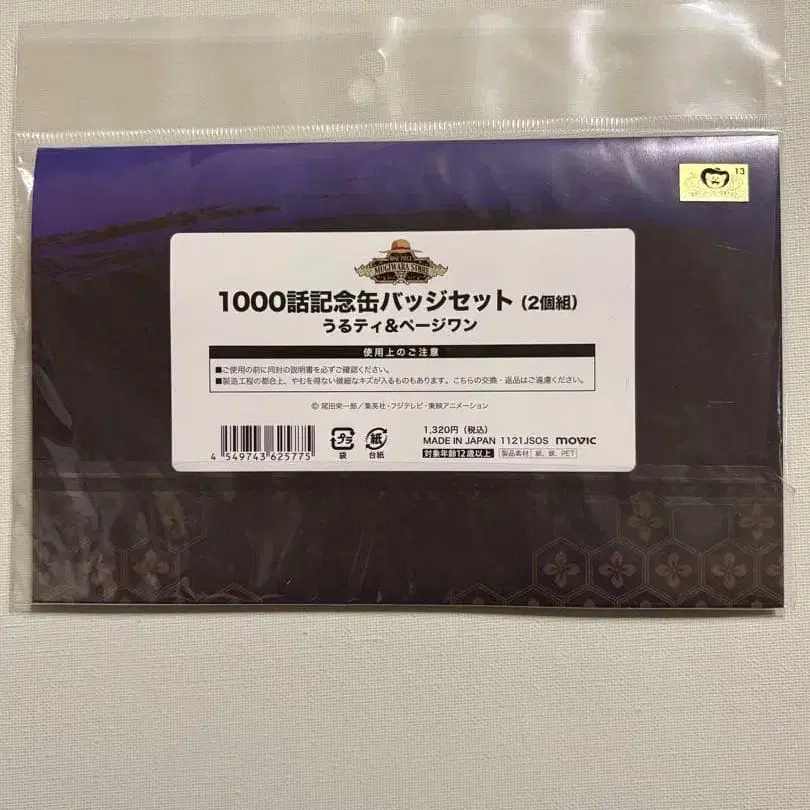 13
ONE PIECE
MUGIWARA STORE
1000話記念缶バッジセット（2個組）
うるティ&ページワン
使用上のご注意
■ご使用の前に同封の説明書を必ずご確認ください。
■製造工程の都合上、やむを得ない微細なキズが入るものもあります。こちらの交換・返品はご遠慮ください。
© 尾田栄一郎／集英社・フジテレビ・東映アニメーション
4 549743 625775
プラ
袋
紙
台紙
1,320円（税込）
MADE IN JAPAN 1121JSOS movic
対象年齢12歳以上 製品素材 紙、鉄、PET